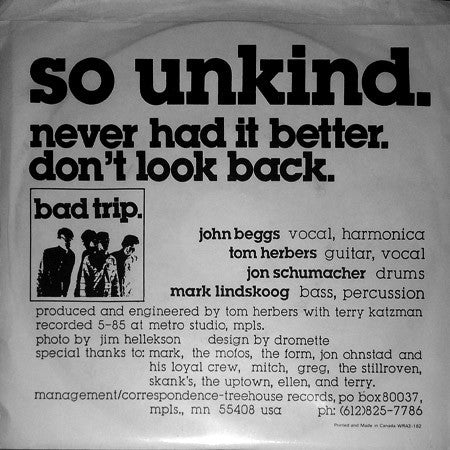 so unkind.
never had it better.
don't look back.
bad trip.
john beggs vocal, harmonica
tom herbers guitar, vocal
jon schumacher drums
mark lindskoog bass, percussion
produced and engineered by tom herbers with terry katzman
recorded 5-85 at metro studio, mpls.
photo by jim hellekson design by dromette
special thanks to: mark, the mofos, the form, jon ohnstad and
his loyal crew, mitch, greg, the stillroven,
skank's, the uptown, ellen, and terry.
management/correspondence-treehouse records, po box 80037,
mpls., mn 55408 usa ph: (612)825-7786
Printed and Made in Canada WRA3-182